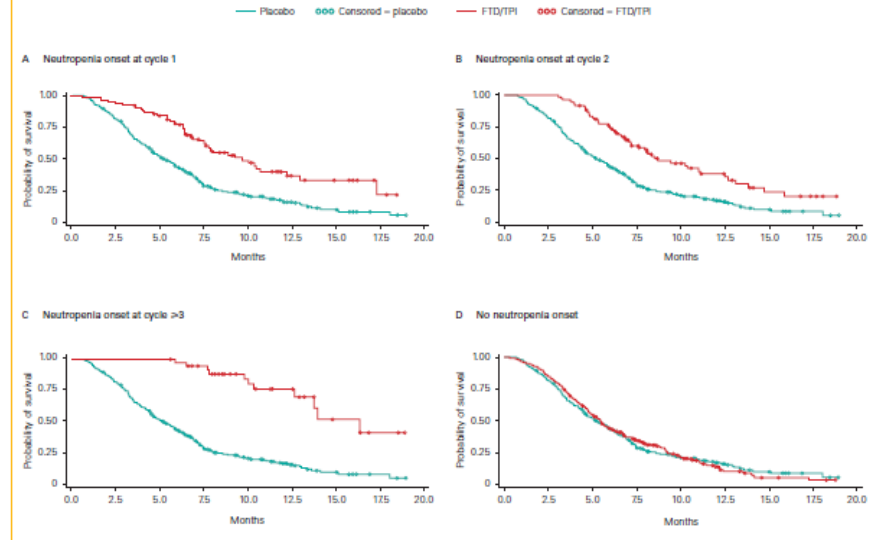 Placebo Censored – placebo FTD/TPI Censored – FTD/TPI
A Neutropenia onset at cycle 1
Probability of survival
1.00
0.75
0.50
0.25
0
0.0 2.5 5.0 7.5 10.0 12.5 15.0 17.5 20.0
Months
B Neutropenia onset at cycle 2
Probability of survival
1.00
0.75
0.50
0.25
0
0.0 2.5 5.0 7.5 10.0 12.5 15.0 17.5 20.0
Months
C Neutropenia onset at cycle ≥3
Probability of survival
1.00
0.75
0.50
0.25
0
0.0 2.5 5.0 7.5 10.0 12.5 15.0 17.5 20.0
Months
D No neutropenia onset
Probability of survival
1.00
0.75
0.50
0.25
0
0.0 2.5 5.0 7.5 10.0 12.5 15.0 17.5 20.0
Months